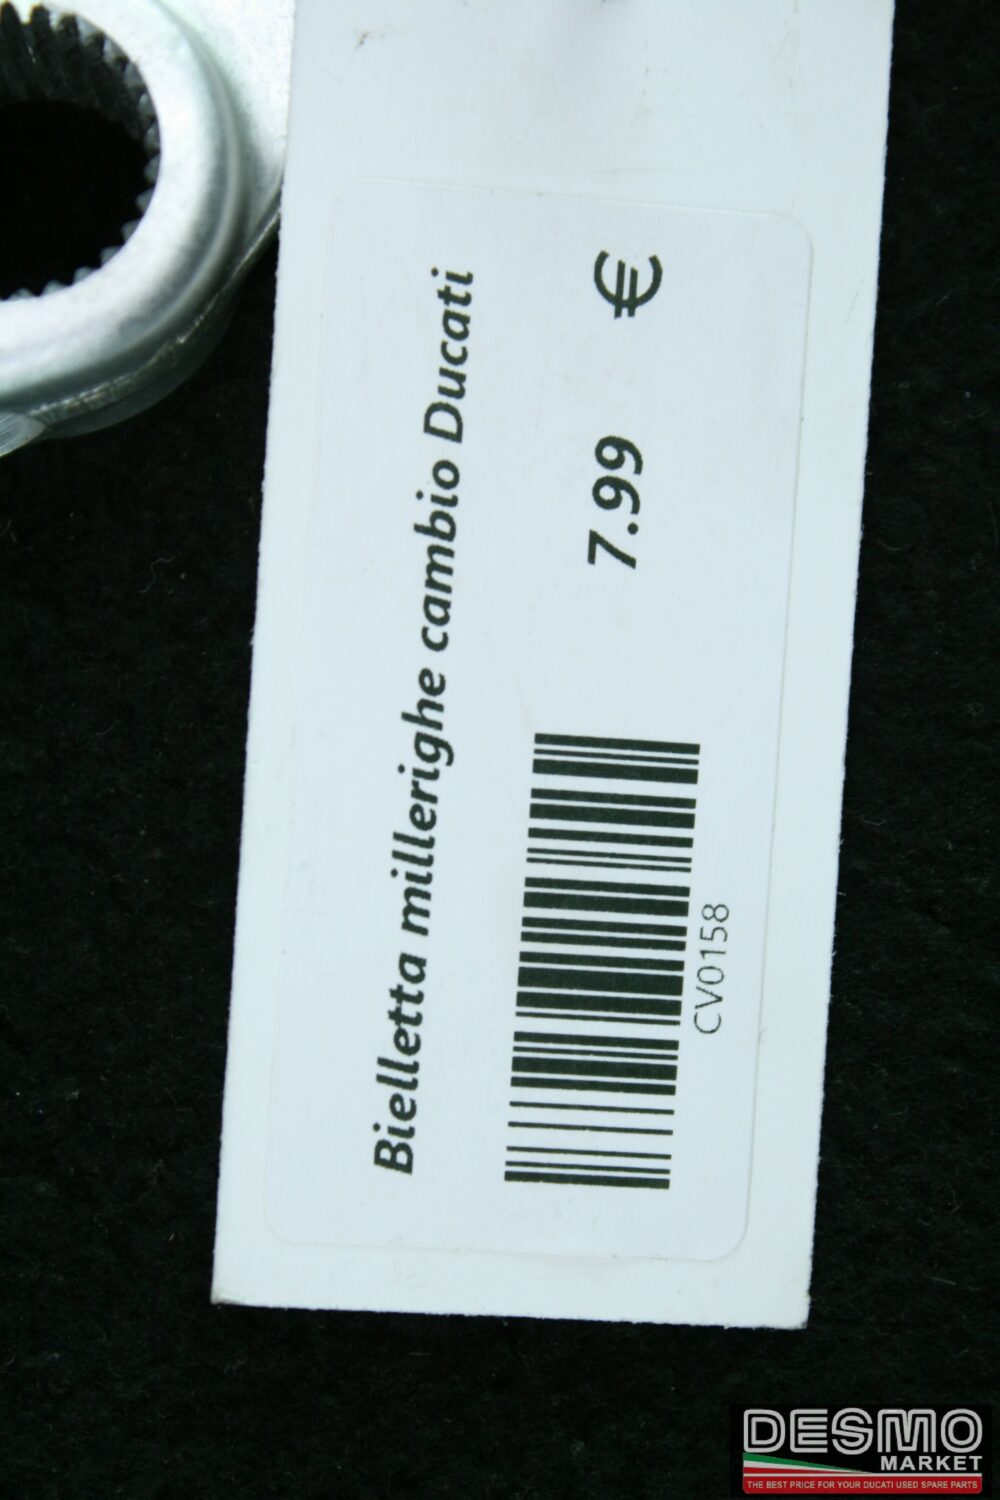 Bielletta millerighe cambio Ducati
7.99 €
CV0158
DESMO
MARKET
THE BEST PRICE FOR YOUR DUCATI USED SPARE PARTS